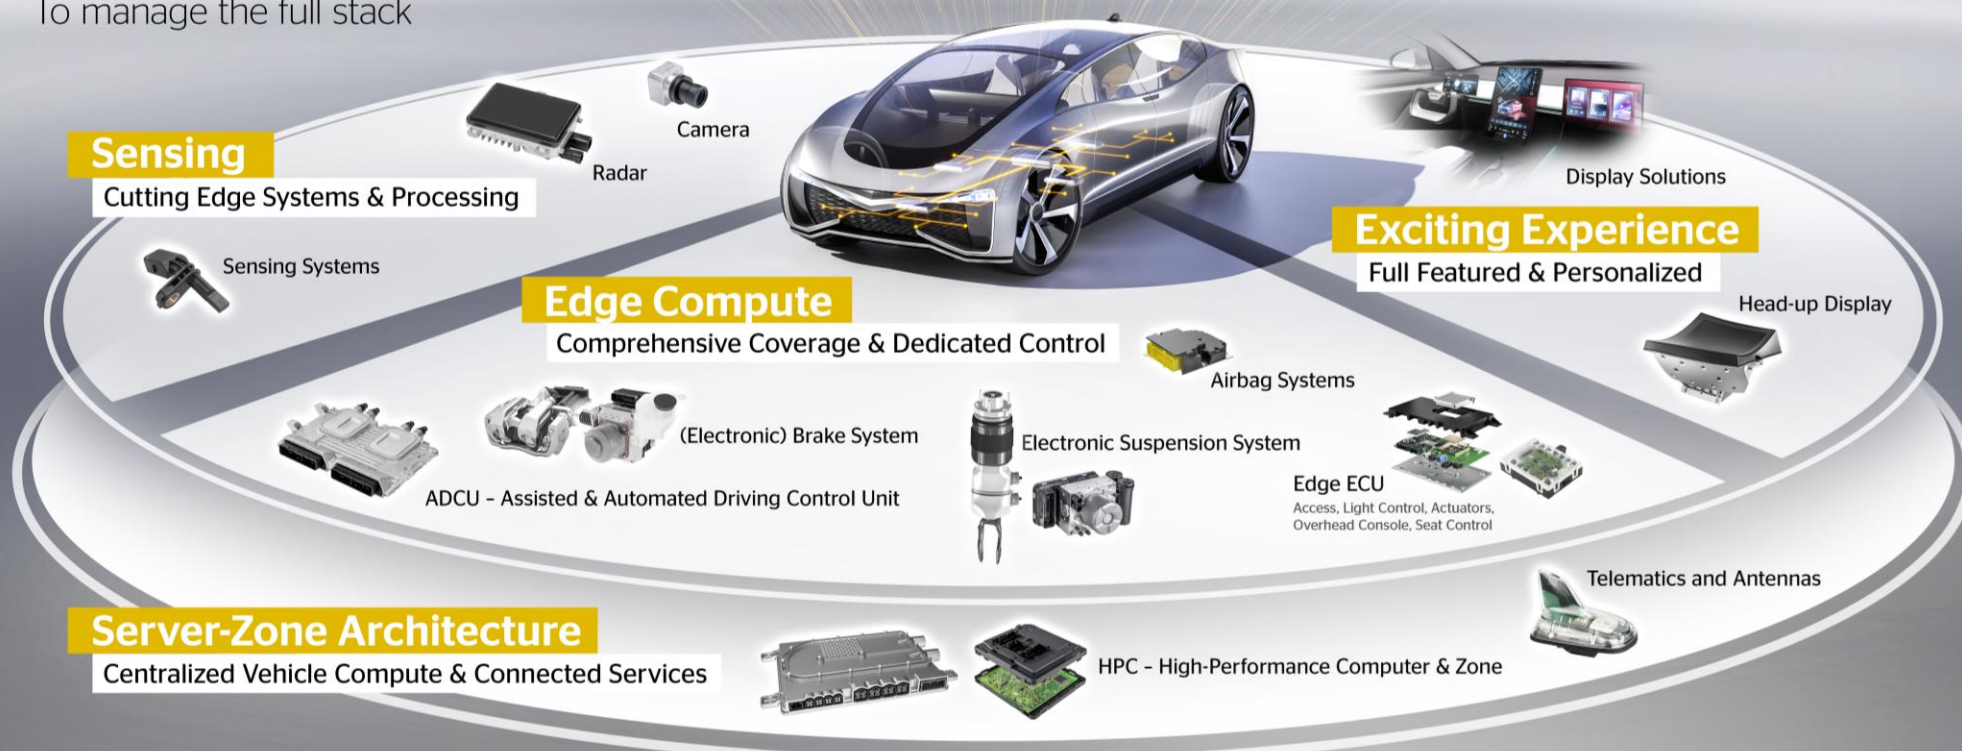 To manage the full stack
Camera
Radar
Sensing
Cutting Edge Systems & Processing
Sensing Systems
Display Solutions
Exciting Experience
Full Featured & Personalized
Head-up Display
Edge Compute
Comprehensive Coverage & Dedicated Control
Airbag Systems
(Electronic) Brake System
Electronic Suspension System
ADCU – Assisted & Automated Driving Control Unit
Edge ECU
Access, Light Control, Actuators,
Overhead Console, Seat Control
Telematics and Antennas
Server-Zone Architecture
Centralized Vehicle Compute & Connected Services
HPC – High-Performance Computer & Zone